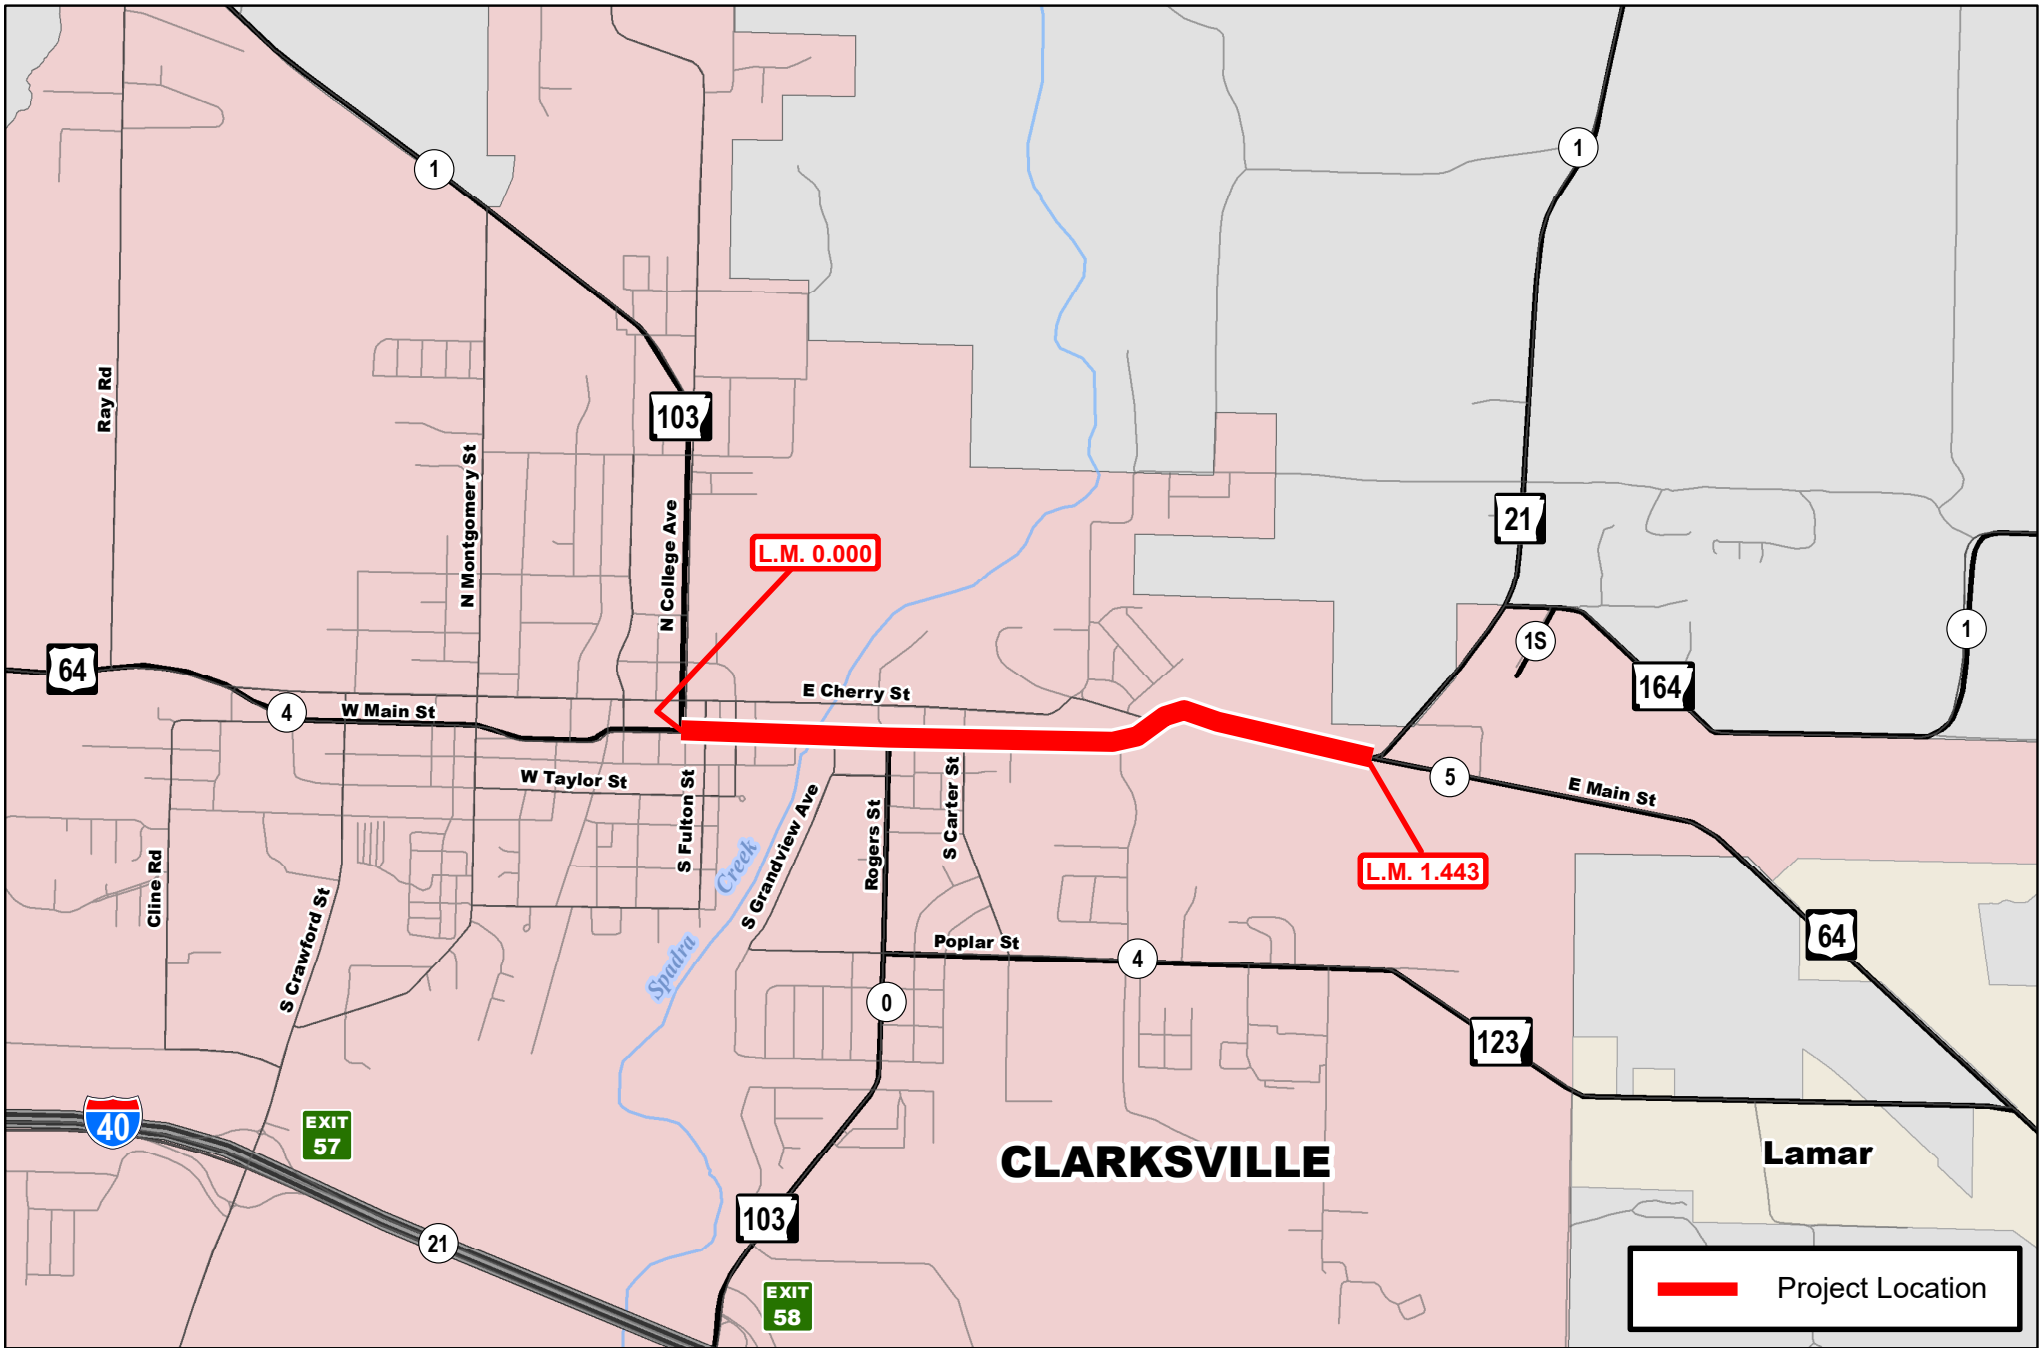 1
1
Ray Rd
103
N Montgomery St
N College Ave
21
L.M. 0.000
1S
1
64
164
E Cherry St
4
W Main St
5
E Main St
W Taylor St
S Fulton St
S Grandview Ave
Rogers St
S Carter St
L.M. 1.443
Cline Rd
S Crawford St
Spadra Creek
Poplar St
4
64
0
123
40
EXIT
57
CLARKSVILLE
Lamar
103
21
EXIT
58
Project Location